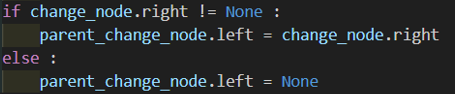 if change_node.right != None :
    parent_change_node.left = change_node.right
else :
    parent_change_node.left = None